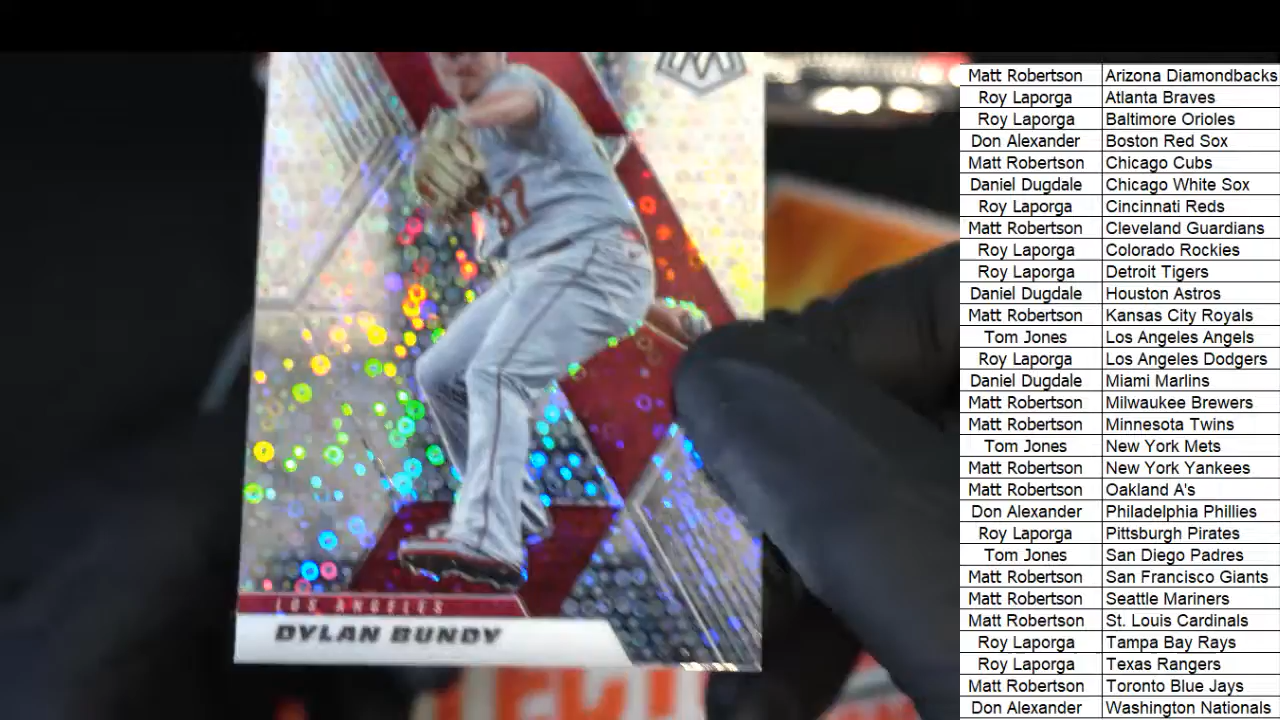 37
LOS ANGELES
DYLAN BUNDY
Matt Robertson Arizona Diamondbacks
Roy Laporga Atlanta Braves
Roy Laporga Baltimore Orioles
Don Alexander Boston Red Sox
Matt Robertson Chicago Cubs
Daniel Dugdale Chicago White Sox
Roy Laporga Cincinnati Reds
Matt Robertson Cleveland Guardians
Roy Laporga Colorado Rockies
Roy Laporga Detroit Tigers
Daniel Dugdale Houston Astros
Matt Robertson Kansas City Royals
Tom Jones Los Angeles Angels
Roy Laporga Los Angeles Dodgers
Daniel Dugdale Miami Marlins
Matt Robertson Milwaukee Brewers
Matt Robertson Minnesota Twins
Tom Jones New York Mets
Matt Robertson New York Yankees
Matt Robertson Oakland A's
Don Alexander Philadelphia Phillies
Roy Laporga Pittsburgh Pirates
Tom Jones San Diego Padres
Matt Robertson San Francisco Giants
Matt Robertson Seattle Mariners
Matt Robertson St. Louis Cardinals
Roy Laporga Tampa Bay Rays
Roy Laporga Texas Rangers
Matt Robertson Toronto Blue Jays
Don Alexander Washington Nationals